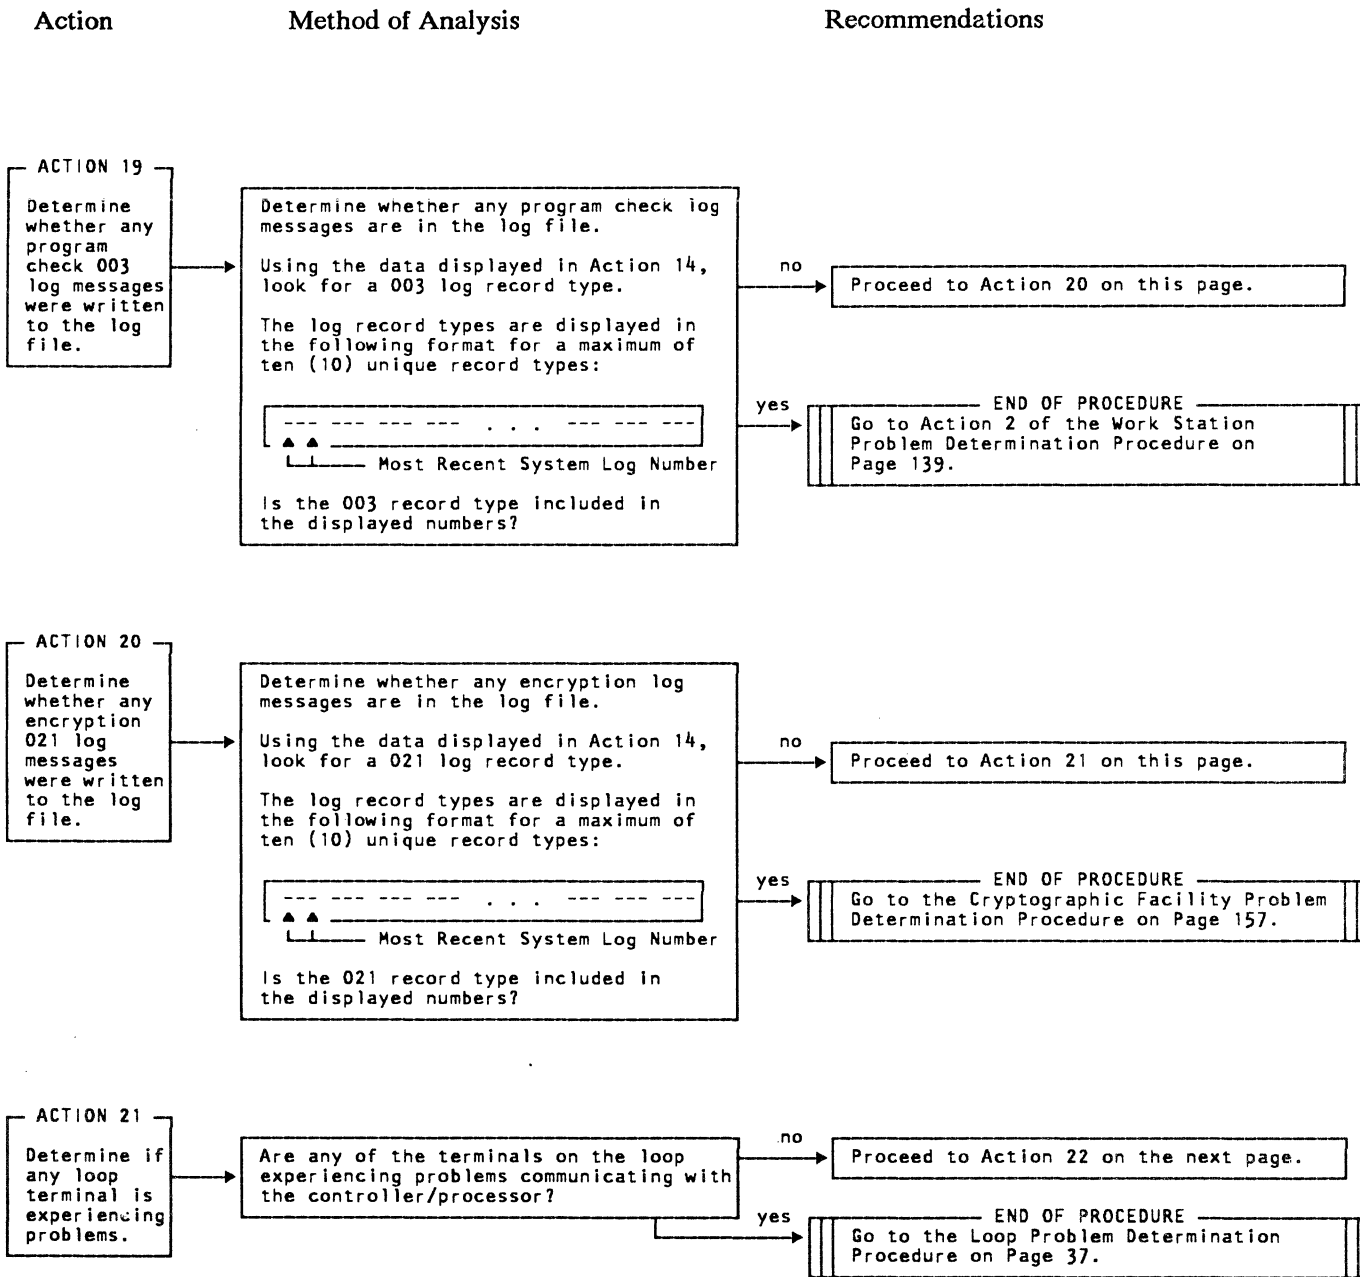 Action Method of Analysis Recommendations
ACTION 19
Determine
whether any
program
check 003
log messages
were written
to the log
file.
Determine whether any program check log
messages are in the log file.
Using the data displayed in Action 14,
look for a 003 log record type.
The log record types are displayed in
the following format for a maximum of
ten (10) unique record types:
--- --- --- --- . . . --- --- ---
Most Recent System Log Number
Is the 003 record type included in
the displayed numbers?
no
Proceed to Action 20 on this page.
yes
END OF PROCEDURE
Go to Action 2 of the Work Station
Problem Determination Procedure on
Page 139.
ACTION 20
Determine
whether any
encryption
021 log
messages
were written
to the log
file.
Determine whether any encryption log
messages are in the log file.
Using the data displayed in Action 14,
look for a 021 log record type.
The log record types are displayed in
the following format for a maximum of
ten (10) unique record types:
--- --- --- --- . . . --- --- ---
Most Recent System Log Number
Is the 021 record type included in
the displayed numbers?
no
Proceed to Action 21 on this page.
yes
END OF PROCEDURE
Go to the Cryptographic Facility Problem
Determination Procedure on Page 157.
ACTION 21
Determine if
any loop
terminal is
experiencing
problems.
Are any of the terminals on the loop
experiencing problems communicating with
the controller/processor?
no
Proceed to Action 22 on the next page.
yes
END OF PROCEDURE
Go to the Loop Problem Determination
Procedure on Page 37.